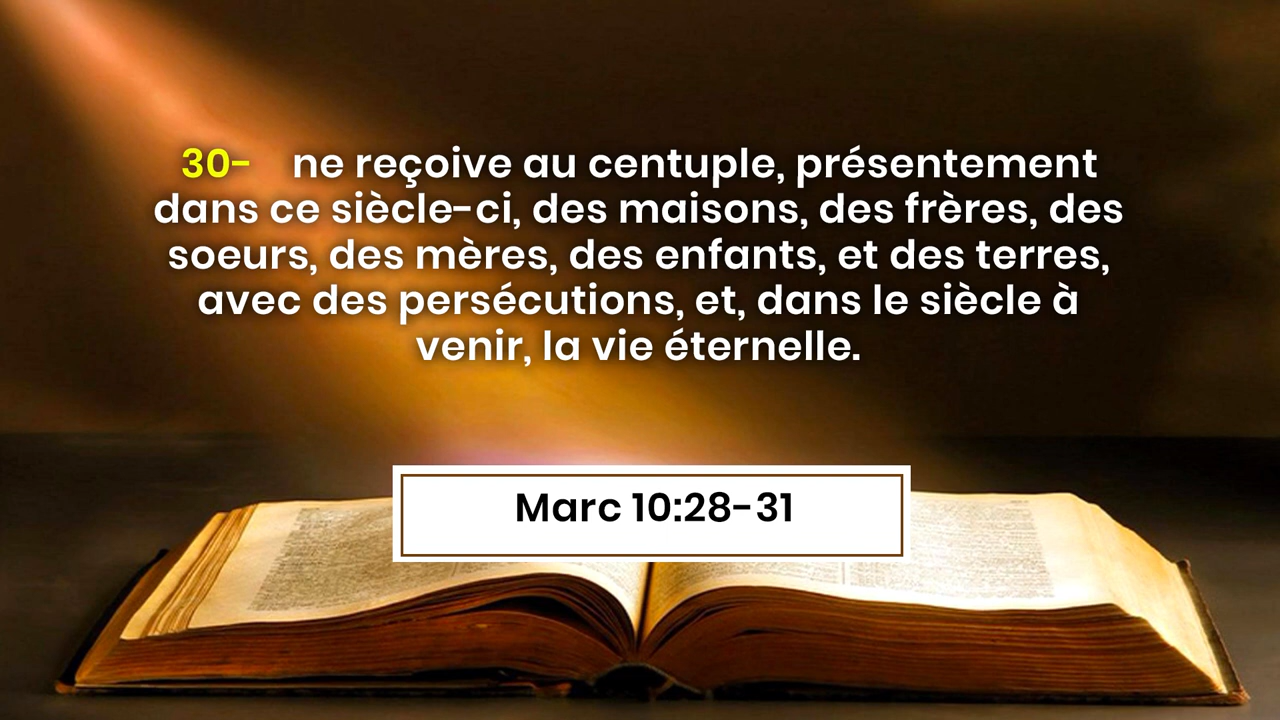 30- ne reçoive au centuple, présentement
dans ce siècle-ci, des maisons, des frères, des
soeurs, des mères, des enfants, et des terres,
avec des persécutions, et, dans le siècle à
venir, la vie éternelle.
Marc 10:28-31